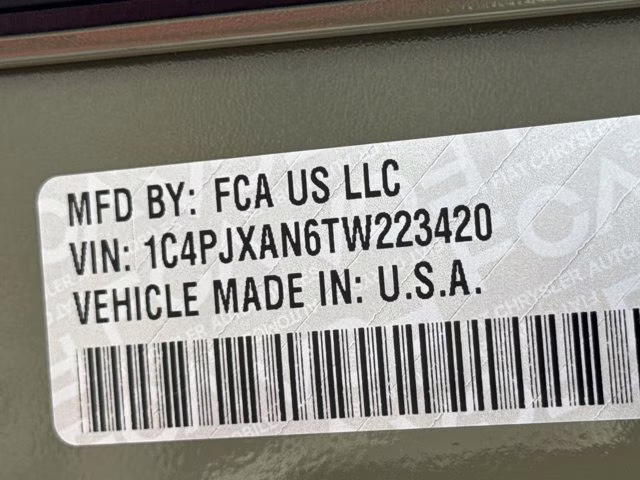 MFD BY: FCA US LLC
VIN: 1C4PJXAN6TW223420
VEHICLE MADE IN: U.S.A.